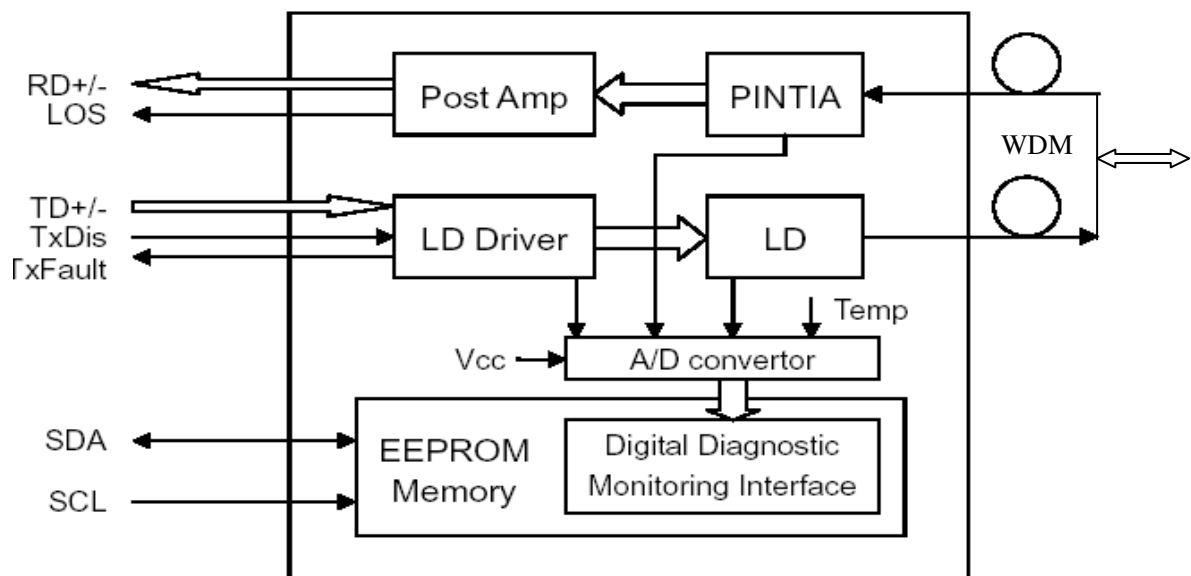 RD+/-
LOS
Post Amp
PINTIA
WDM
TD+/-
TxDis
TxFault
LD Driver
LD
Temp
Vcc
A/D convertor
SDA
SCL
EEPROM
Memory
Digital Diagnostic
Monitoring Interface